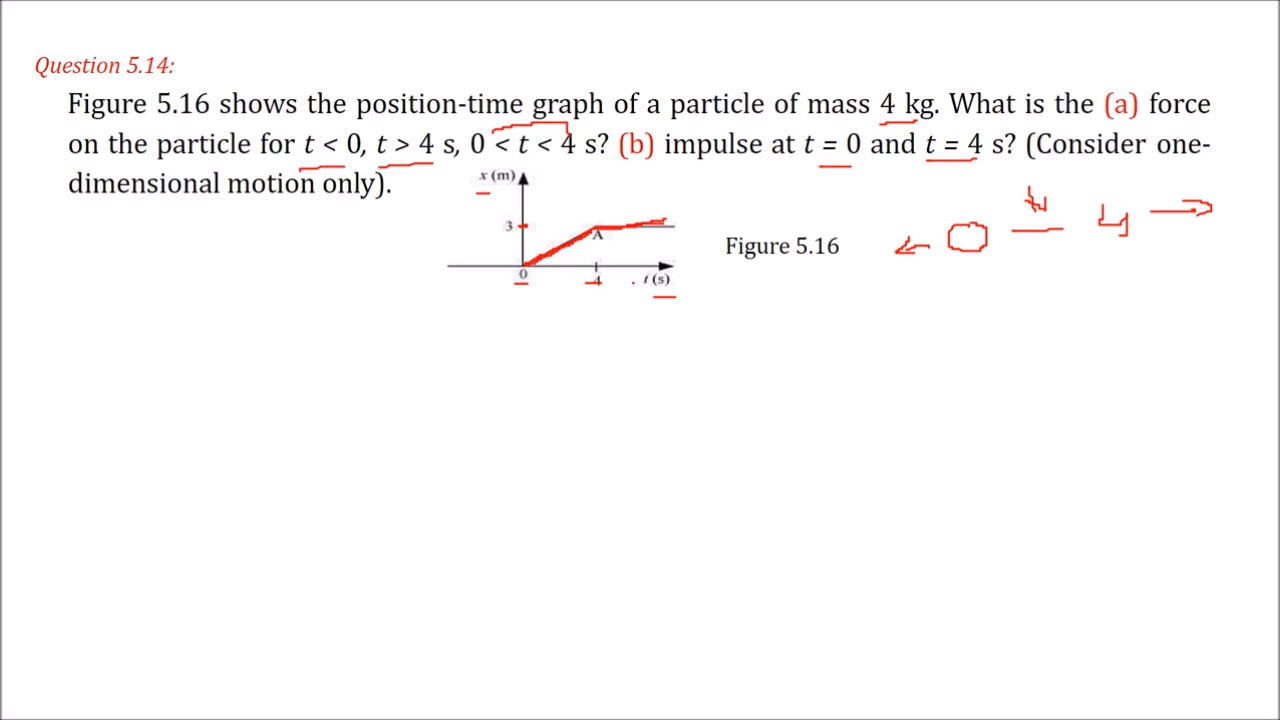 Question 5.14:
Figure 5.16 shows the position-time graph of a particle of mass 4 kg. What is the (a) force
on the particle for t < 0, t > 4 s, 0 < t < 4 s? (b) impulse at t = 0 and t = 4 s? (Consider one-
dimensional motion only).
x (m)
3
A
Figure 5.16
0
4
t (s)
4